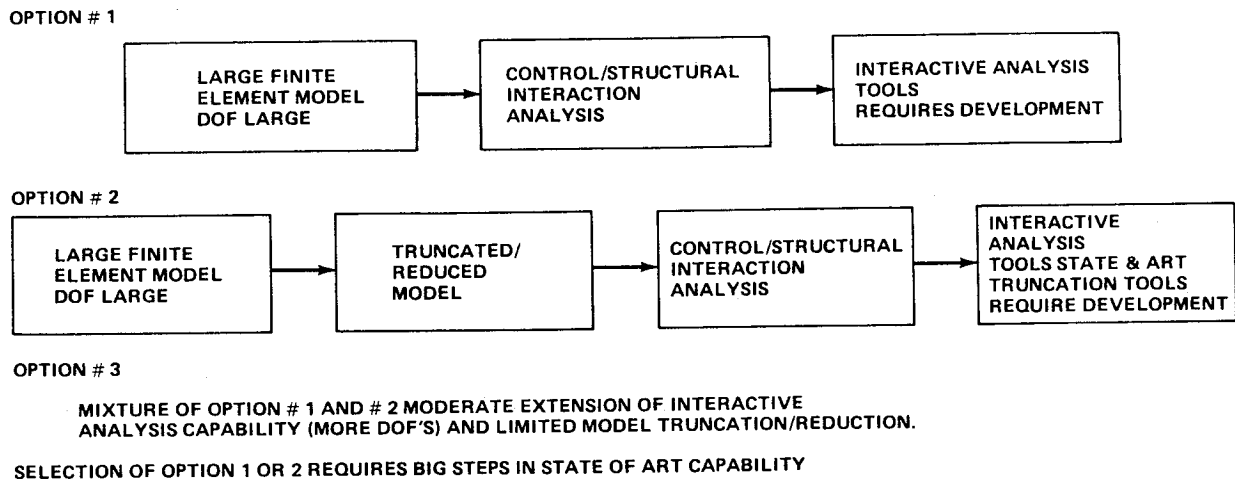 OPTION # 1
LARGE FINITE
ELEMENT MODEL
DOF LARGE
CONTROL/STRUCTURAL
INTERACTION
ANALYSIS
INTERACTIVE ANALYSIS
TOOLS
REQUIRES DEVELOPMENT
OPTION # 2
LARGE FINITE
ELEMENT MODEL
DOF LARGE
TRUNCATED/
REDUCED
MODEL
CONTROL/STRUCTURAL
INTERACTION
ANALYSIS
INTERACTIVE
ANALYSIS
TOOLS STATE & ART
TRUNCATION TOOLS
REQUIRE DEVELOPMENT
OPTION # 3
MIXTURE OF OPTION # 1 AND # 2 MODERATE EXTENSION OF INTERACTIVE
ANALYSIS CAPABILITY (MORE DOF'S) AND LIMITED MODEL TRUNCATION/REDUCTION.
SELECTION OF OPTION 1 OR 2 REQUIRES BIG STEPS IN STATE OF ART CAPABILITY